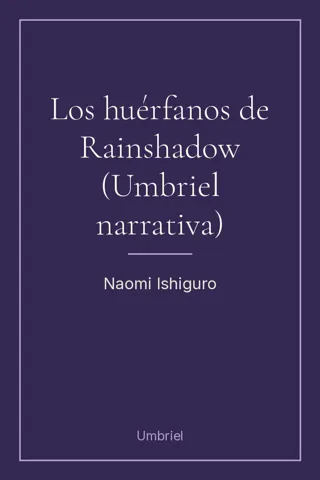 Los huérfanos de
Rainshadow
(Umbriel
narrativa)
Naomi Ishiguro
Umbriel